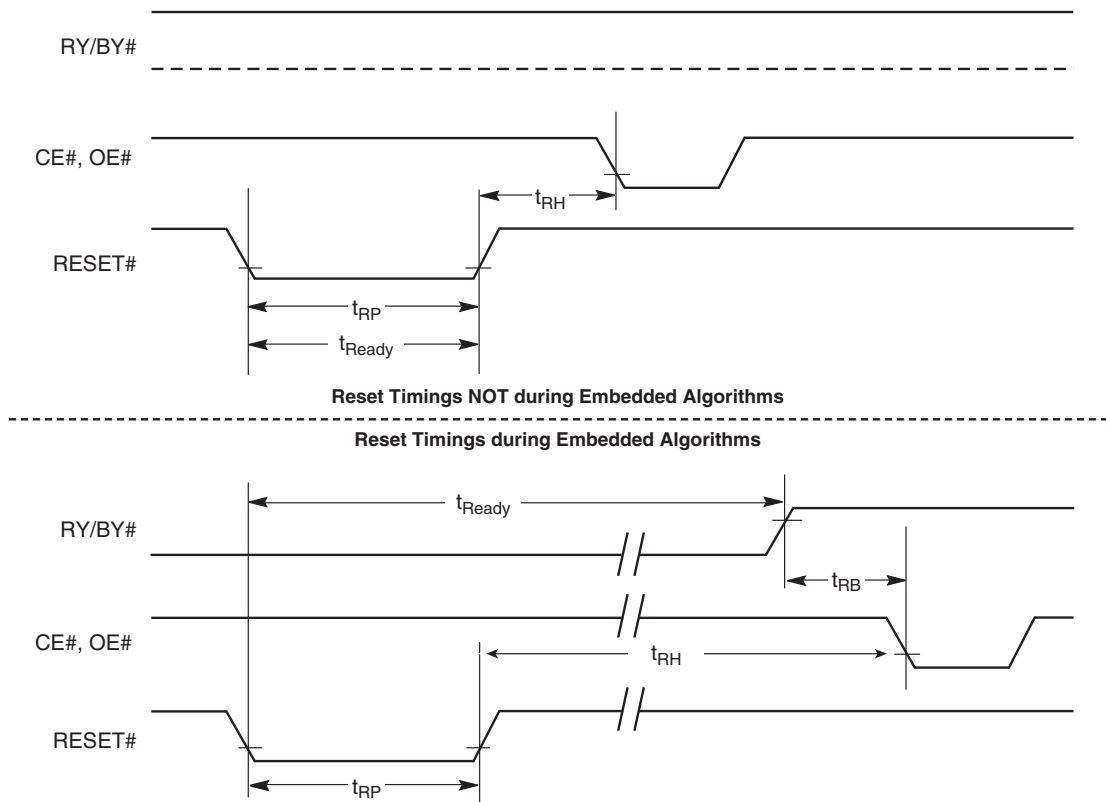 RY/BY#
CE#, OE#
tRH
RESET#
tRP
tReady
Reset Timings NOT during Embedded Algorithms
Reset Timings during Embedded Algorithms
tReady
RY/BY#
tRB
CE#, OE#
tRH
RESET#
tRP